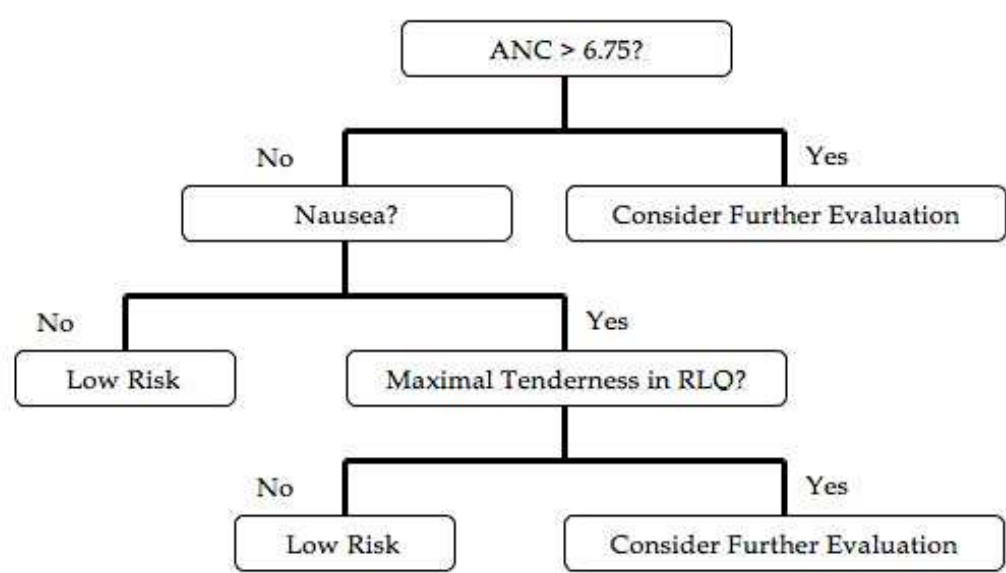 ANC > 6.75?
No
Yes
Nausea?
Consider Further Evaluation
No
Yes
Low Risk
Maximal Tenderness in RLQ?
No
Yes
Low Risk
Consider Further Evaluation